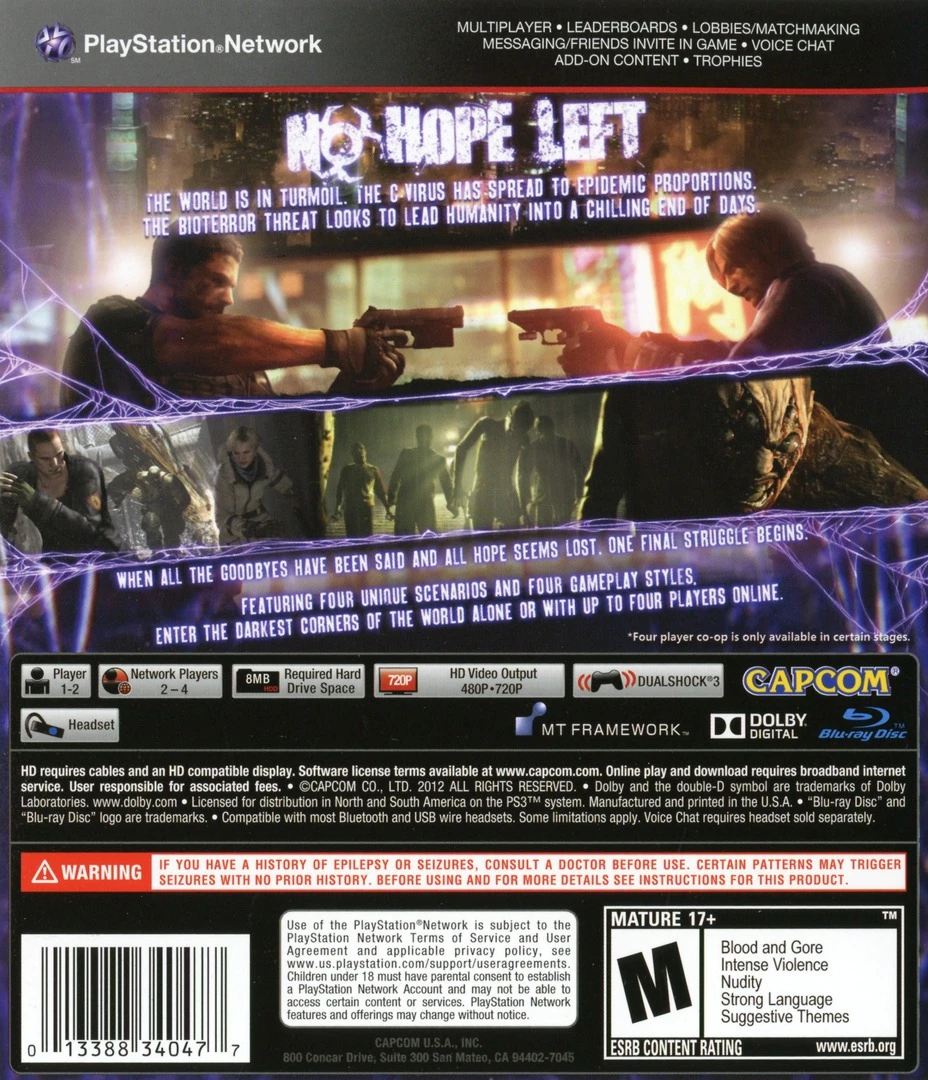 PlayStation®Network
SM
MULTIPLAYER • LEADERBOARDS • LOBBIES/MATCHMAKING
MESSAGING/FRIENDS INVITE IN GAME • VOICE CHAT
ADD-ON CONTENT • TROPHIES
NO HOPE LEFT
THE WORLD IS IN TURMOIL. THE C-VIRUS HAS SPREAD TO EPIDEMIC PROPORTIONS.
THE BIOTERROR THREAT LOOKS TO LEAD HUMANITY INTO A CHILLING END OF DAYS.
WHEN ALL THE GOODBYES HAVE BEEN SAID AND ALL HOPE SEEMS LOST, ONE FINAL STRUGGLE BEGINS.
FEATURING FOUR UNIQUE SCENARIOS AND FOUR GAMEPLAY STYLES,
ENTER THE DARKEST CORNERS OF THE WORLD ALONE OR WITH UP TO FOUR PLAYERS ONLINE.
*Four player co-op is only available in certain stages.
Player
1-2
Network Players
2 – 4
8MB
HDD
Required Hard
Drive Space
720P
HD Video Output
480P•720P
DUALSHOCK®3
CAPCOM®
Headset
MT FRAMEWORK™
DOLBY
DIGITAL
Blu-ray Disc™
HD requires cables and an HD compatible display. Software license terms available at www.capcom.com. Online play and download requires broadband internet
service. User responsible for associated fees. • ©CAPCOM CO., LTD. 2012 ALL RIGHTS RESERVED. • Dolby and the double-D symbol are trademarks of Dolby
Laboratories. www.dolby.com • Licensed for distribution in North and South America on the PS3™ system. Manufactured and printed in the U.S.A. • “Blu-ray Disc” and
“Blu-ray Disc” logo are trademarks. • Compatible with most Bluetooth and USB wire headsets. Some limitations apply. Voice Chat requires headset sold separately.
WARNING
IF YOU HAVE A HISTORY OF EPILEPSY OR SEIZURES, CONSULT A DOCTOR BEFORE USE. CERTAIN PATTERNS MAY TRIGGER
SEIZURES WITH NO PRIOR HISTORY. BEFORE USING AND FOR MORE DETAILS SEE INSTRUCTIONS FOR THIS PRODUCT.
0 13388 34047 7
Use of the PlayStation®Network is subject to the
PlayStation Network Terms of Service and User
Agreement and applicable privacy policy, see
www.us.playstation.com/support/useragreements.
Children under 18 must have parental consent to establish
a PlayStation Network Account and may not be able to
access certain content or services. PlayStation Network
features and offerings may change without notice.
CAPCOM U.S.A., INC.
800 Concar Drive, Suite 300 San Mateo, CA 94402-7045
MATURE 17+
TM
M
Blood and Gore
Intense Violence
Nudity
Strong Language
Suggestive Themes
ESRB CONTENT RATING
www.esrb.org